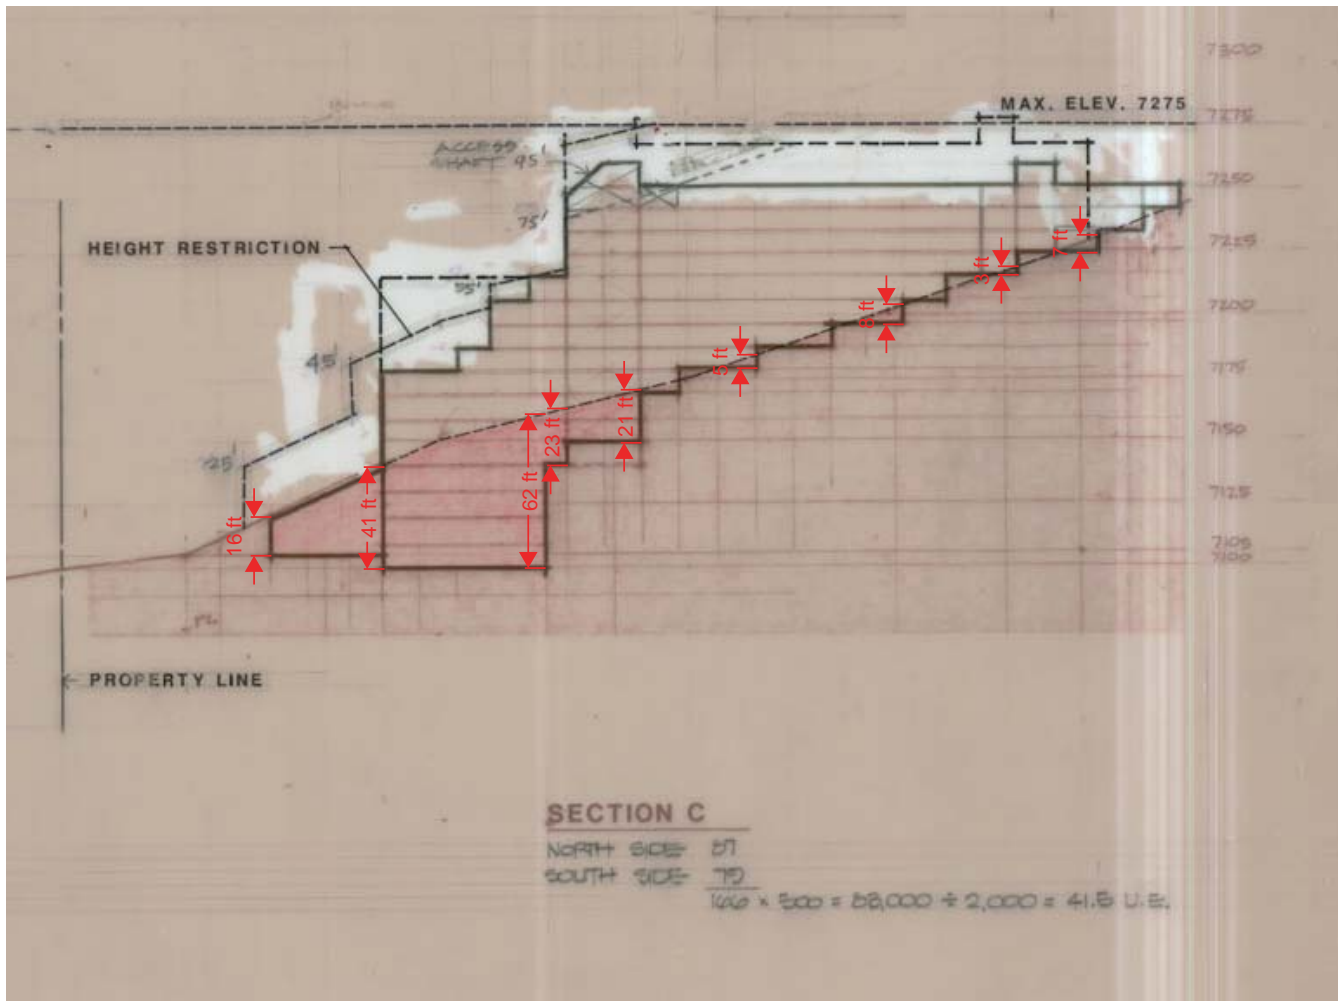 7300
MAX. ELEV. 7275
7275
ACCESS
SHAFT 95'
7250
75'
HEIGHT RESTRICTION
7225
7 ft
3 ft
55'
7200
8 ft
45'
7175
5 ft
21 ft
23 ft
7150
25'
62 ft
41 ft
7125
16 ft
7105
7100
PL
PROPERTY LINE
SECTION C
NORTH SIDE 87
SOUTH SIDE 79
166 × 500 = 83,000 ÷ 2,000 = 41.5 U.E.